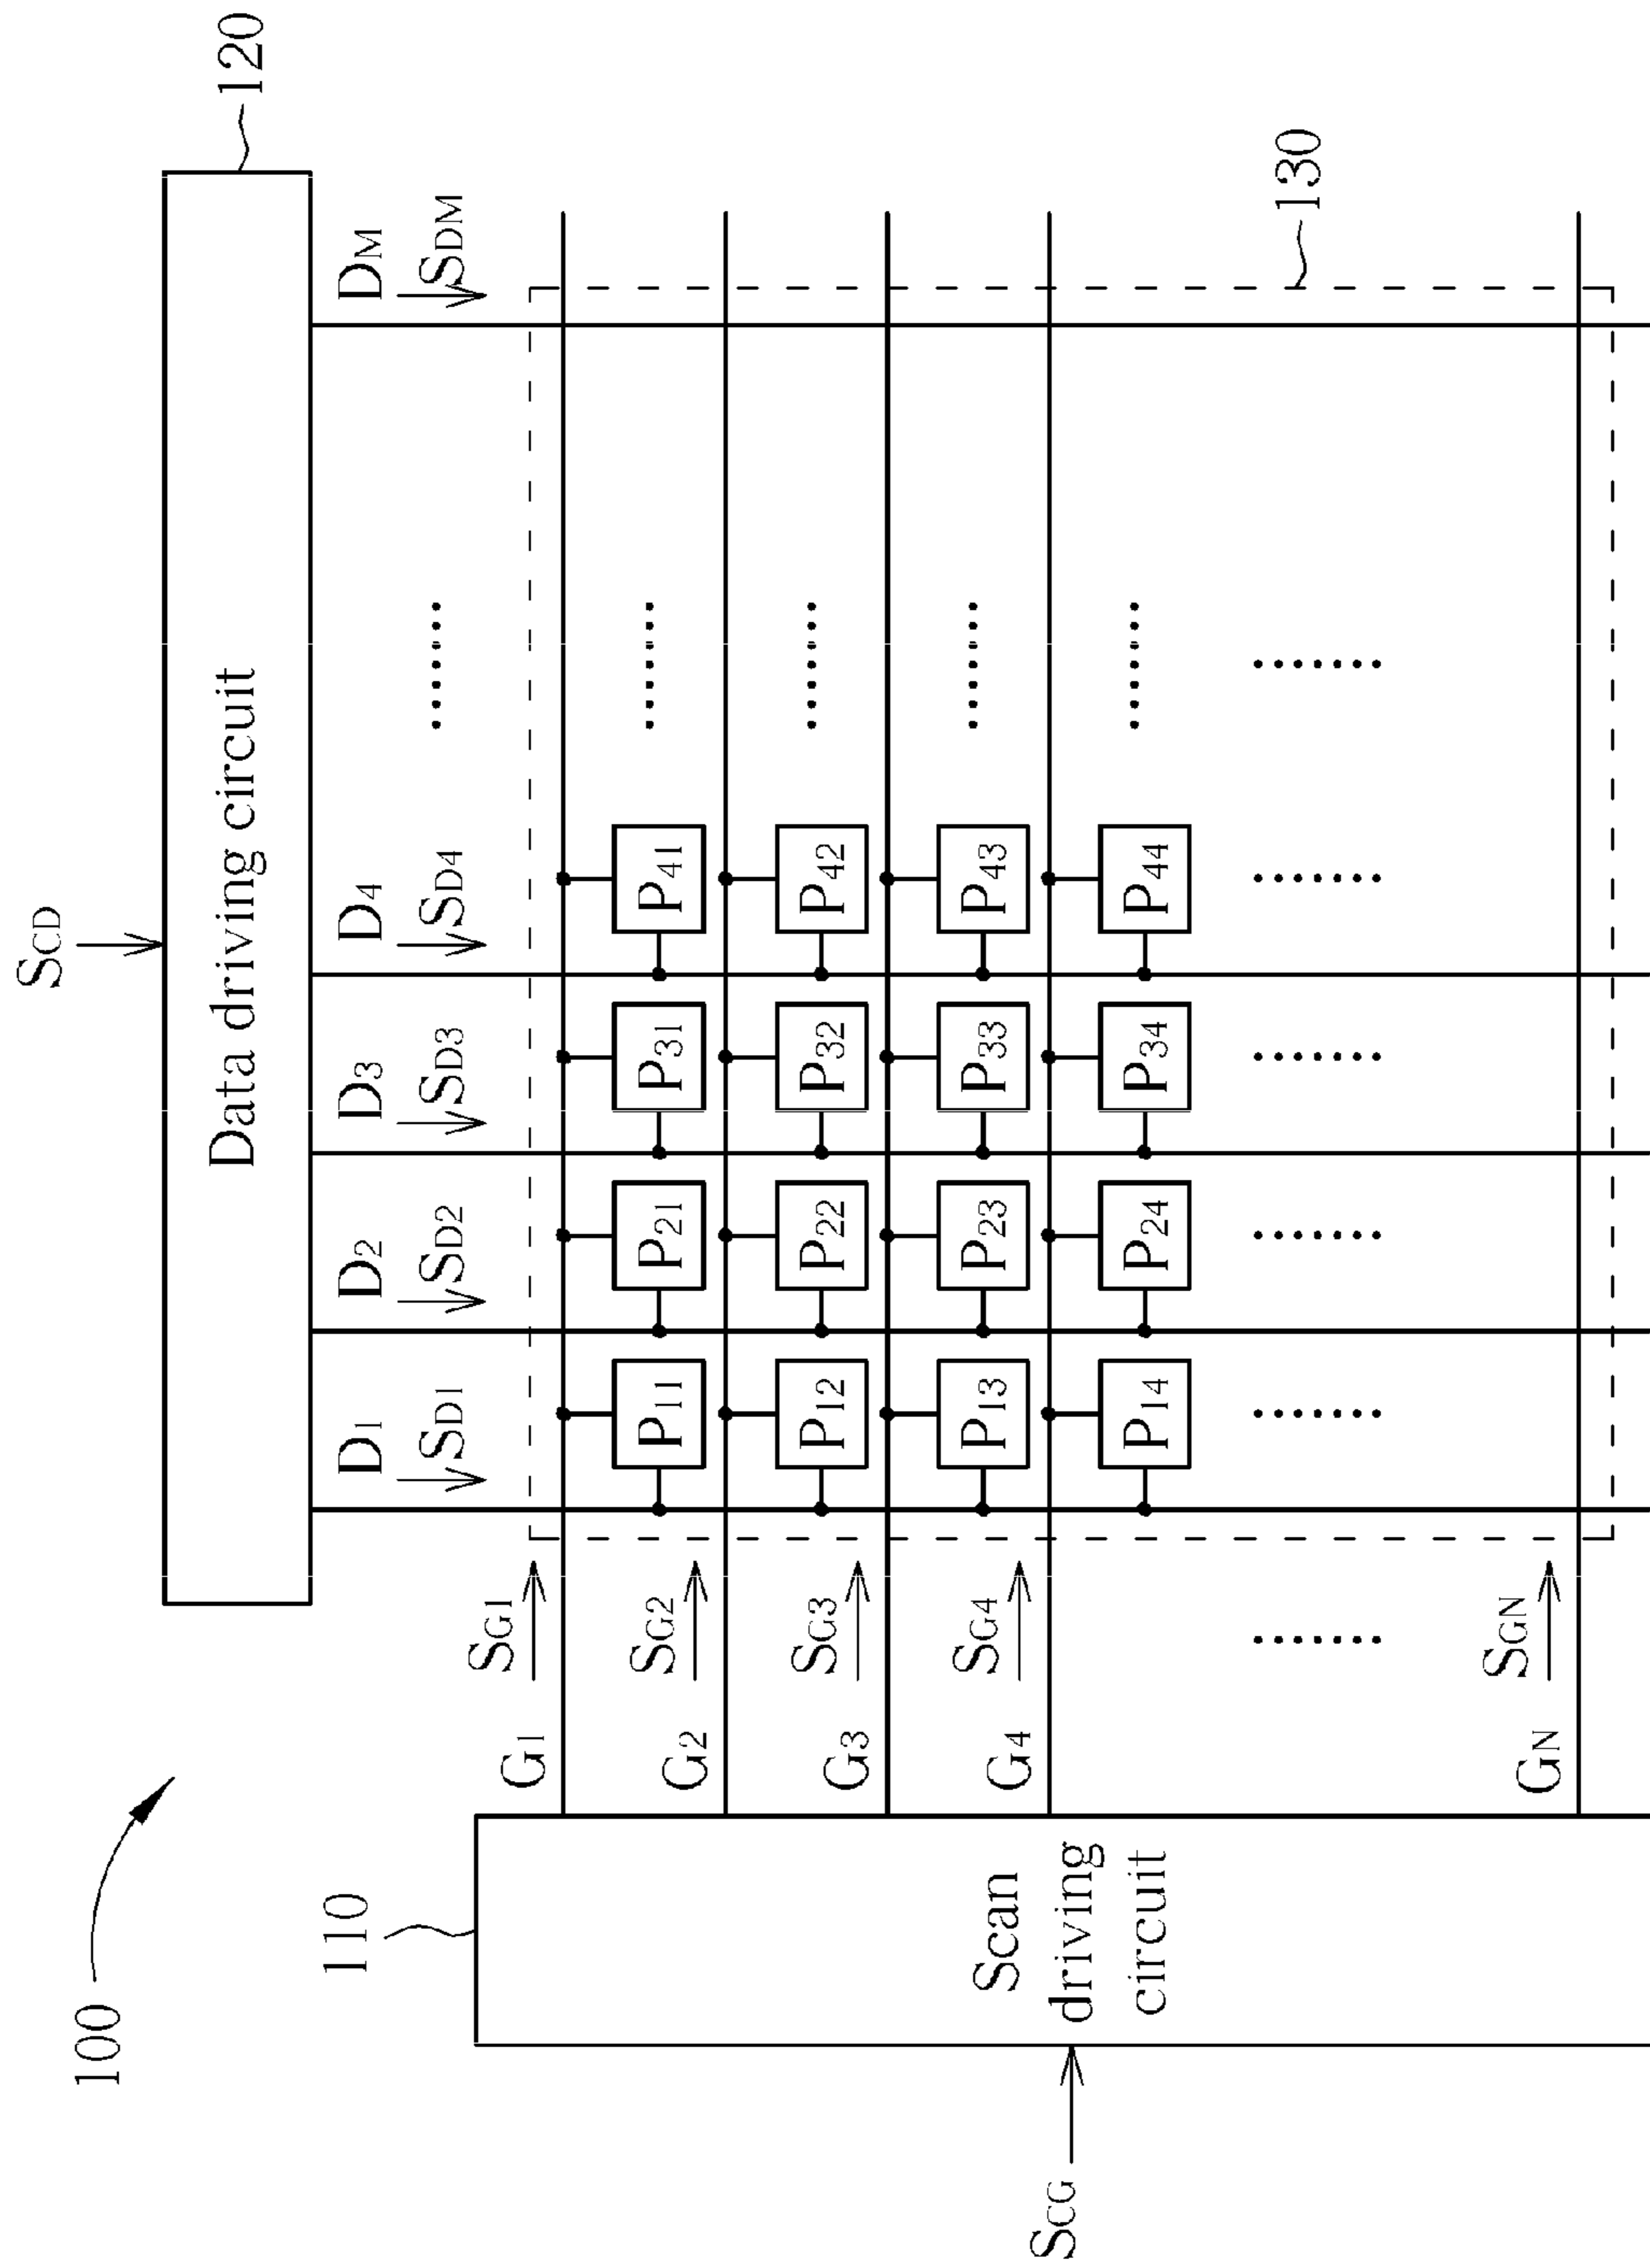 100
SCD
120
Data driving circuit
D1 D2 D3 D4 ...... DM
SD1 SD2 SD3 SD4 SDM
110
SCG
Scan
driving
circuit
130
G1 SG1
P11 P21 P31 P41 ......
G2 SG2
P12 P22 P32 P42 ......
G3 SG3
P13 P23 P33 P43 ......
G4 SG4
P14 P24 P34 P44 ......
GN SGN